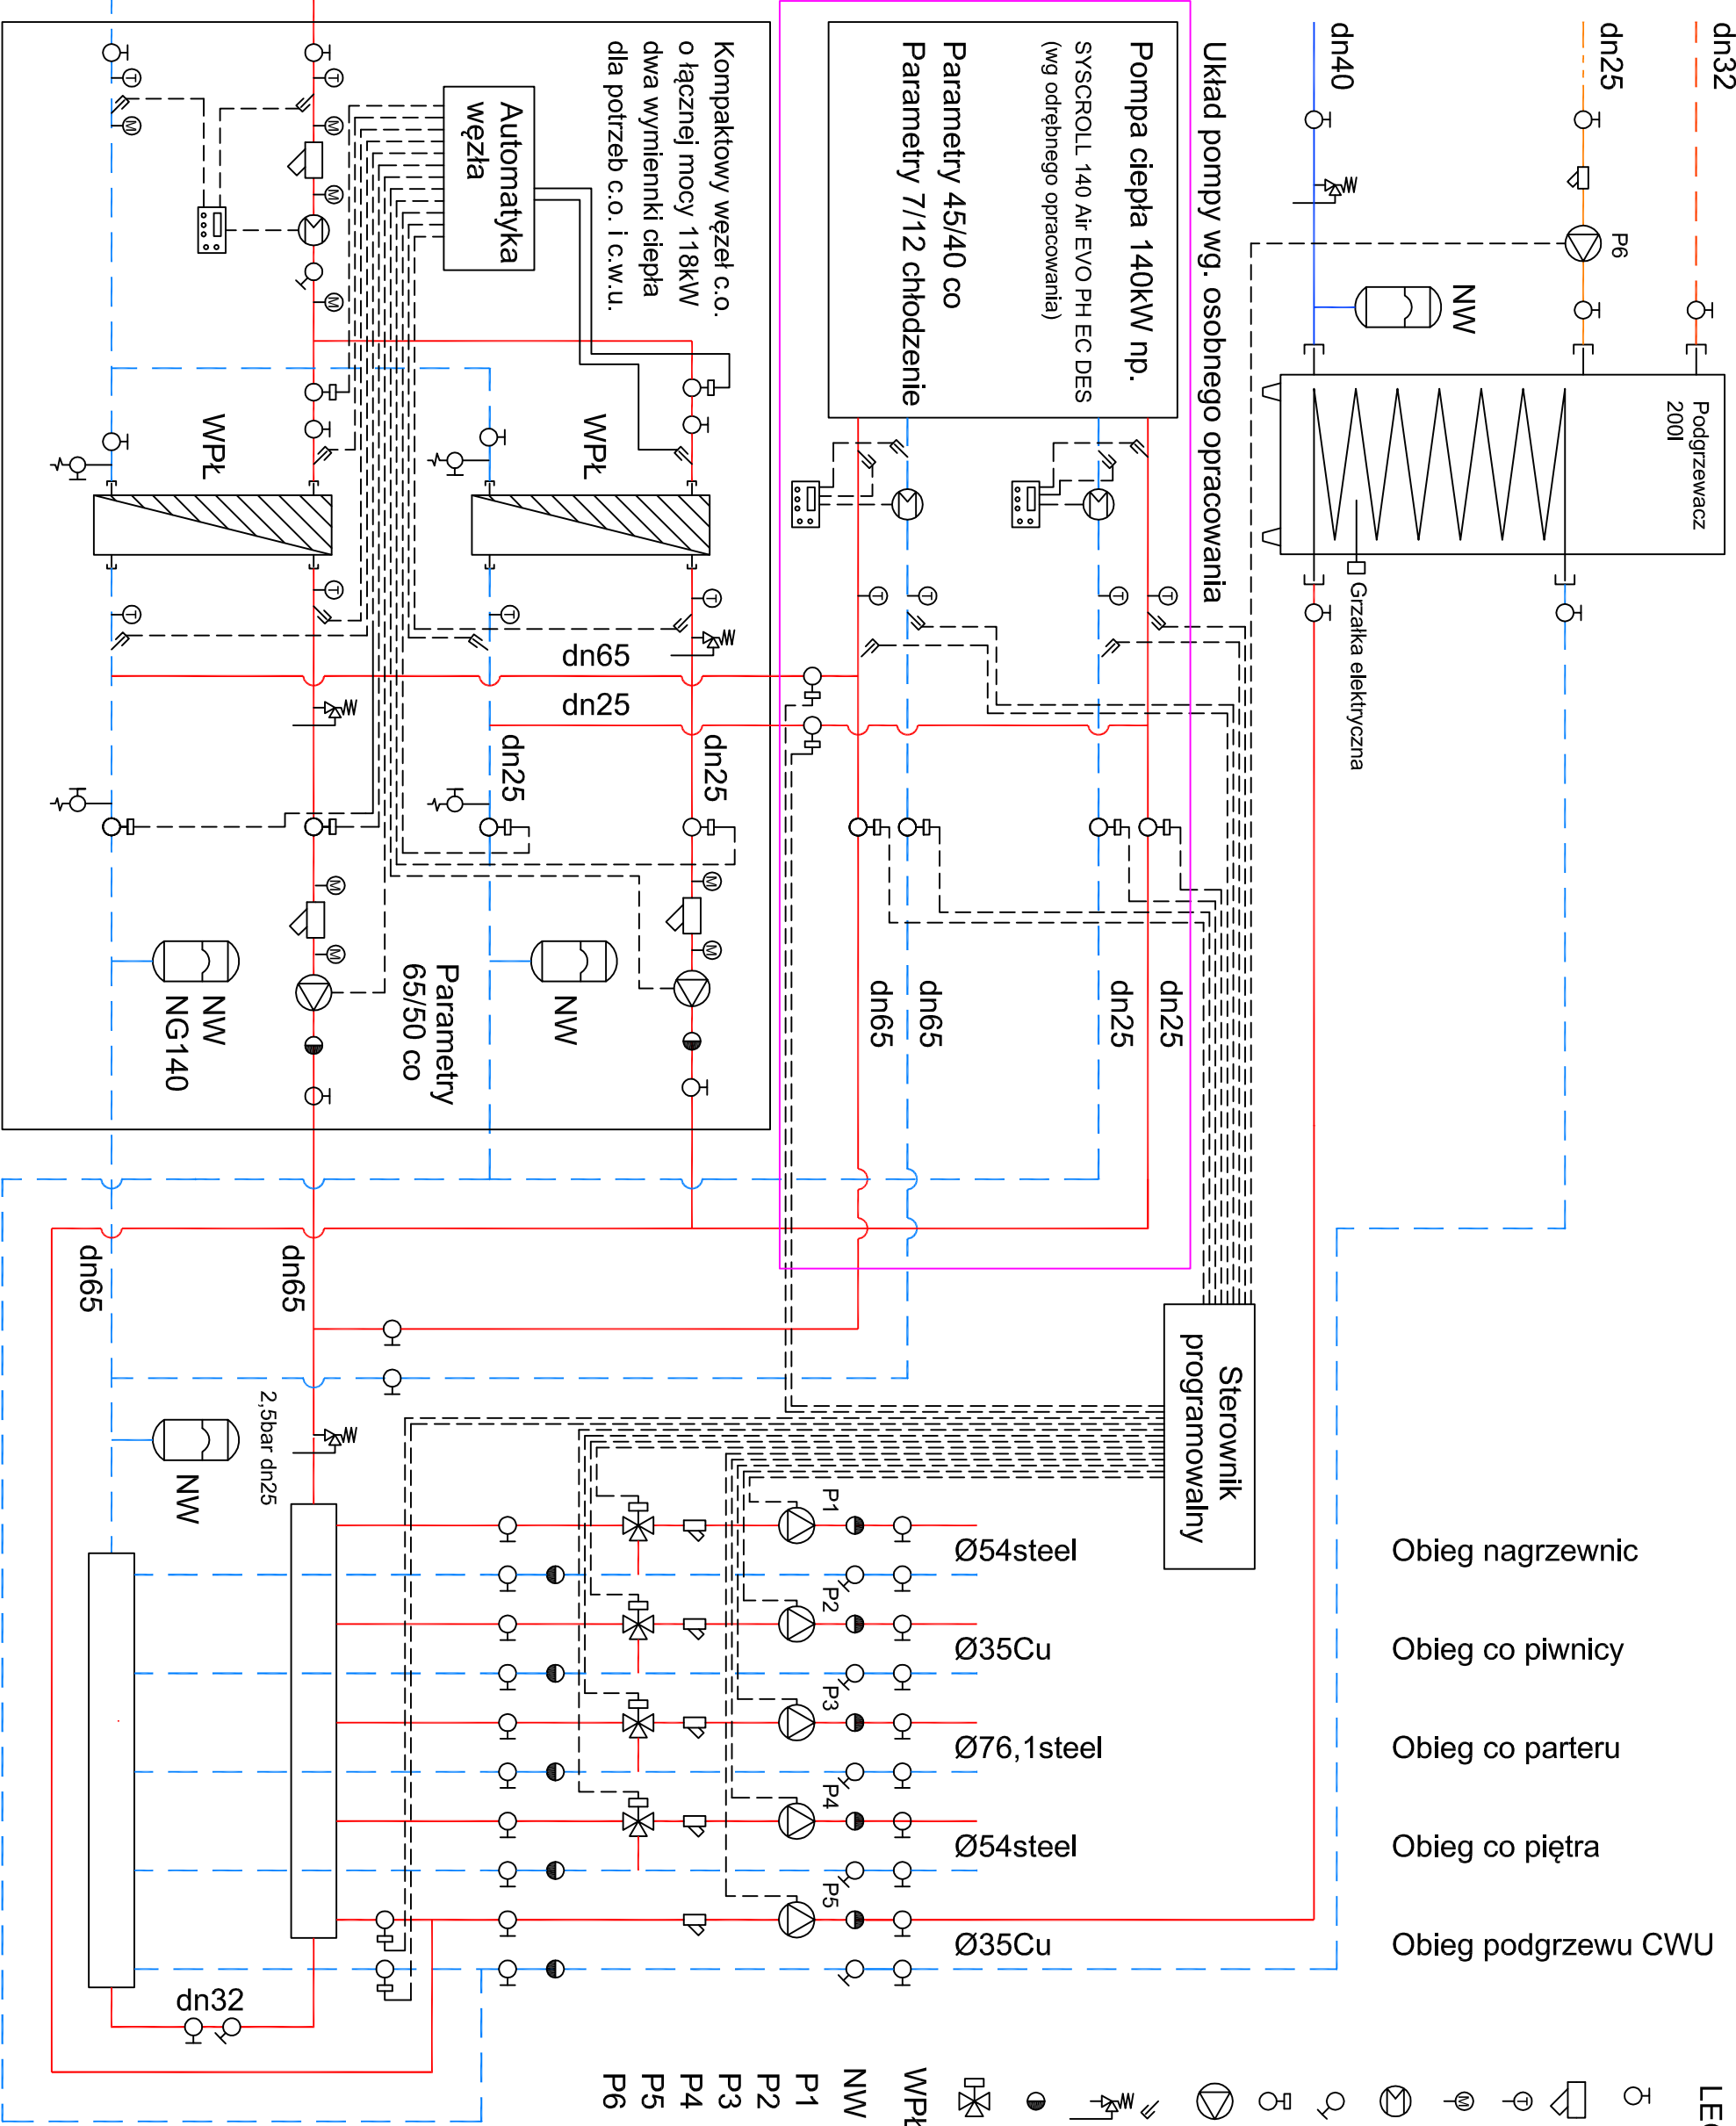 dn32
dn25
dn40
P6
NW
Podgrzewacz
200l
Grzałka elektryczna
Układ pompy wg. osobnego opracowania
Pompa ciepła 140kW np.
SYSCROLL 140 Air EVO PH EC DES
(wg odrębnego opracowania)
Parametry 45/40 co
Parametry 7/12 chłodzenie
Kompaktowy węzeł c.o.
o łącznej mocy 118kW
dwa wymienniki ciepła
dla potrzeb c.o. i c.w.u.
Automatyka
węzła
WPŁ
WPŁ
dn65
dn25
dn25
dn25
dn25
dn25
dn65
dn65
NW
Parametry
65/50 co
NW
NG140
dn65
dn65
2,5bar dn25
NW
Sterownik
programowalny
P1
P2
P3
P4
P5
Ø54steel
Obieg nagrzewnic
Ø35Cu
Obieg co piwnicy
Ø76,1steel
Obieg co parteru
Ø54steel
Obieg co piętra
Ø35Cu
Obieg podgrzewu CWU
dn32
T
T
T
T
T
T
T
T
T
T
M
M
M
M
M
M
M
M
T
M
WPŁ
NW
P1
P2
P3
P4
P5
P6